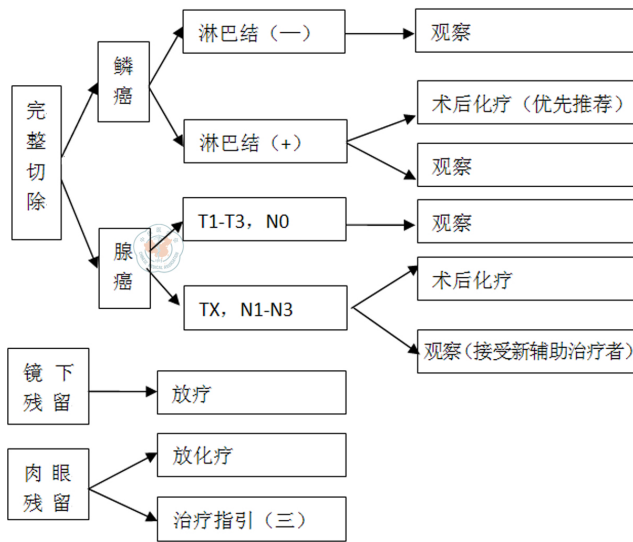 完
整
切
除
鳞
癌
淋巴结（—）
观察
淋巴结（+）
术后化疗（优先推荐）
观察
腺
癌
T1-T3，N0
观察
TX，N1-N3
术后化疗
观察（接受新辅助治疗者）
镜 下
残 留
放疗
肉 眼
残 留
放化疗
治疗指引（三）